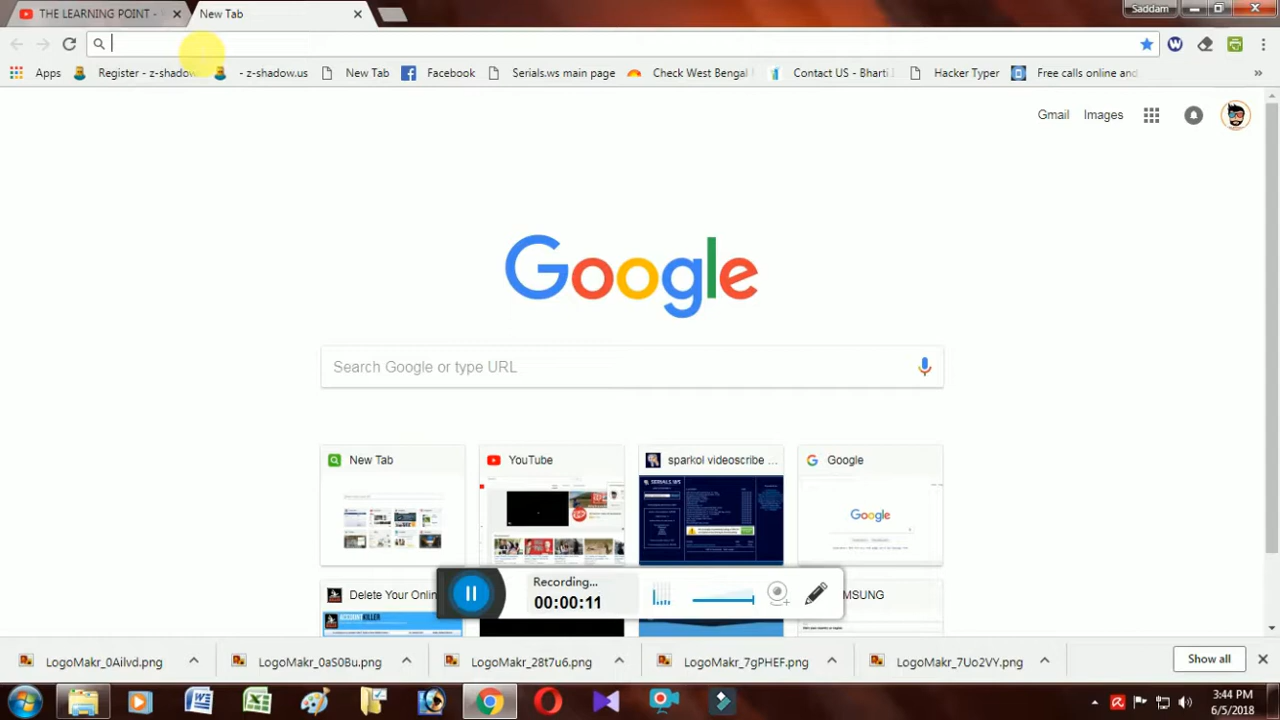 THE LEARNING POINT -
New Tab
Saddam
Apps
Register - z-shadow
- z-shadow.us
New Tab
Facebook
Serials.ws main page
Check West Bengal
Contact US - Bharti
Hacker Typer
Free calls online and
»
Gmail
Images
Google
Search Google or type URL
New Tab
YouTube
sparkol videoscribe ...
Google
Delete Your Onlin
MSUNG
Recording...
00:00:11
LogoMakr_0Ailvd.png
LogoMakr_0aS0Bu.png
LogoMakr_28t7u6.png
LogoMakr_7gPHEF.png
LogoMakr_7Uo2VY.png
Show all
3:44 PM
6/5/2018